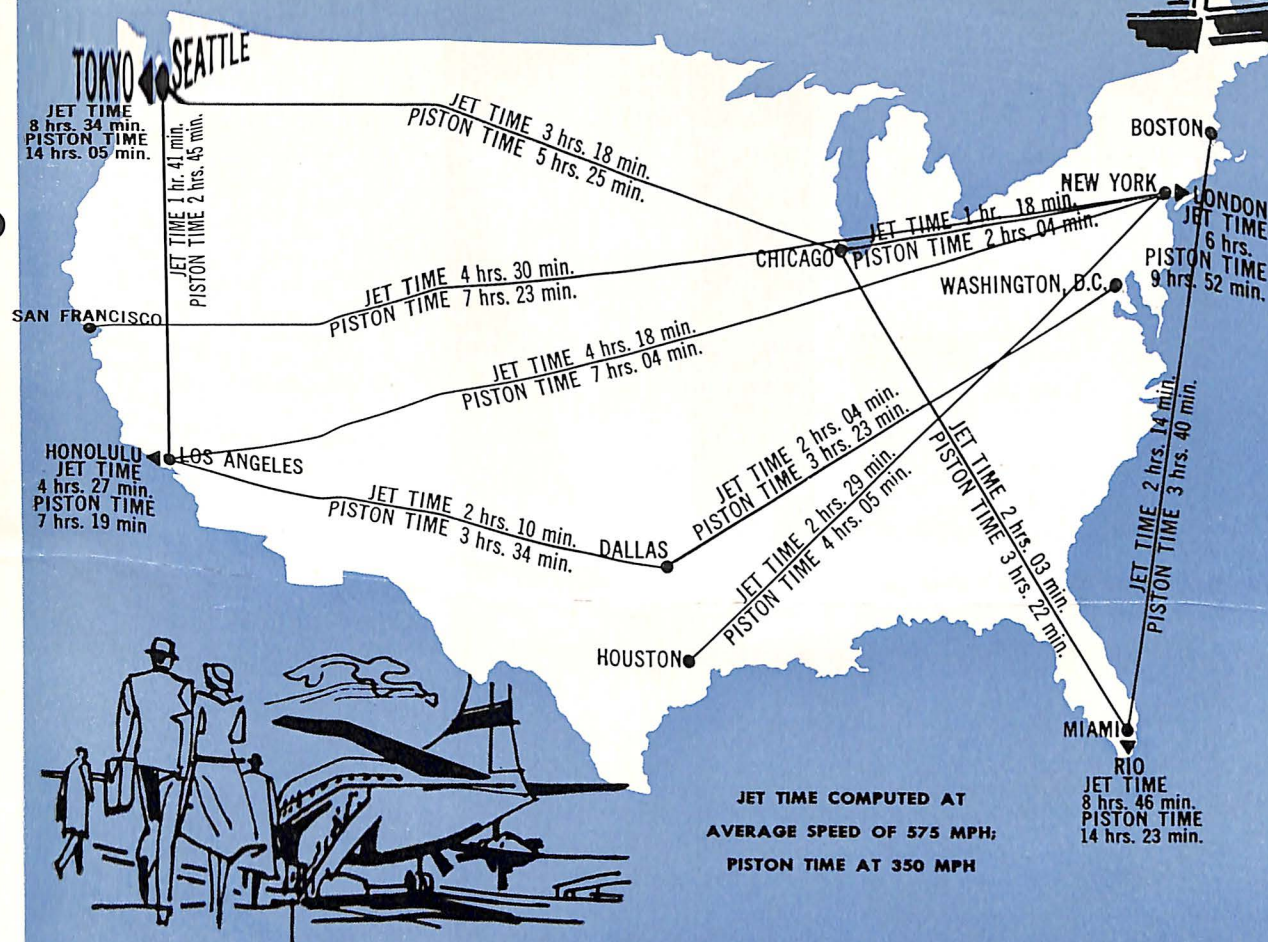 TOKYO
SEATTLE
JET TIME
8 hrs. 34 min.
PISTON TIME
14 hrs. 05 min.
JET TIME 1 hr. 41 min.
PISTON TIME 2 hrs. 45 min.
JET TIME 3 hrs. 18 min.
PISTON TIME 5 hrs. 25 min.
BOSTON
NEW YORK
LONDON
JET TIME
6 hrs.
PISTON TIME
9 hrs. 52 min.
JET TIME 1 hr. 18 min.
PISTON TIME 2 hrs. 04 min.
CHICAGO
WASHINGTON, D.C.
JET TIME 4 hrs. 30 min.
PISTON TIME 7 hrs. 23 min.
SAN FRANCISCO
JET TIME 4 hrs. 18 min.
PISTON TIME 7 hrs. 04 min.
HONOLULU
JET TIME
4 hrs. 27 min.
PISTON TIME
7 hrs. 19 min
LOS ANGELES
JET TIME 2 hrs. 10 min.
PISTON TIME 3 hrs. 34 min.
DALLAS
JET TIME 2 hrs. 04 min.
PISTON TIME 3 hrs. 23 min.
JET TIME 2 hrs. 29 min.
PISTON TIME 4 hrs. 05 min.
HOUSTON
JET TIME 2 hrs. 03 min.
PISTON TIME 3 hrs. 22 min.
JET TIME 2 hrs. 14 min.
PISTON TIME 3 hrs. 40 min.
MIAMI
RIO
JET TIME
8 hrs. 46 min.
PISTON TIME
14 hrs. 23 min.
JET TIME COMPUTED AT
AVERAGE SPEED OF 575 MPH;
PISTON TIME AT 350 MPH